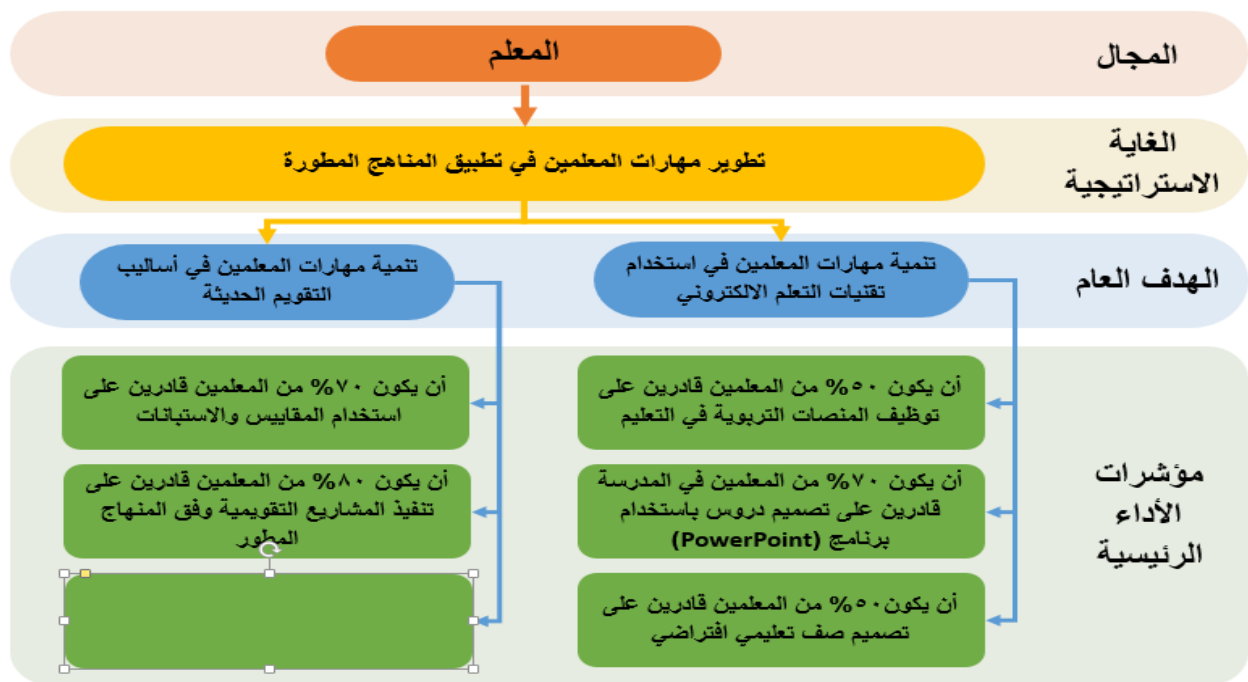 المجال
المعلم
الغاية
الاستراتيجية
تطوير مهارات المعلمين في تطبيق المناهج المطورة
الهدف العام
تنمية مهارات المعلمين في استخدام
تقنيات التعلم الالكتروني
تنمية مهارات المعلمين في أساليب
التقويم الحديثة
مؤشرات
الأداء
الرئيسية
أن يكون ٥٠% من المعلمين قادرين على
توظيف المنصات التربوية في التعليم
أن يكون ٧٠% من المعلمين في المدرسة
قادرين على تصميم دروس باستخدام
برنامج (PowerPoint)
أن يكون٥٠% من المعلمين قادرين على
تصميم صف تعليمي افتراضي
أن يكون ٧٠% من المعلمين قادرين على
استخدام المقاييس والاستبانات
أن يكون ٨٠% من المعلمين قادرين على
تنفيذ المشاريع التقويمية وفق المنهاج
المطور